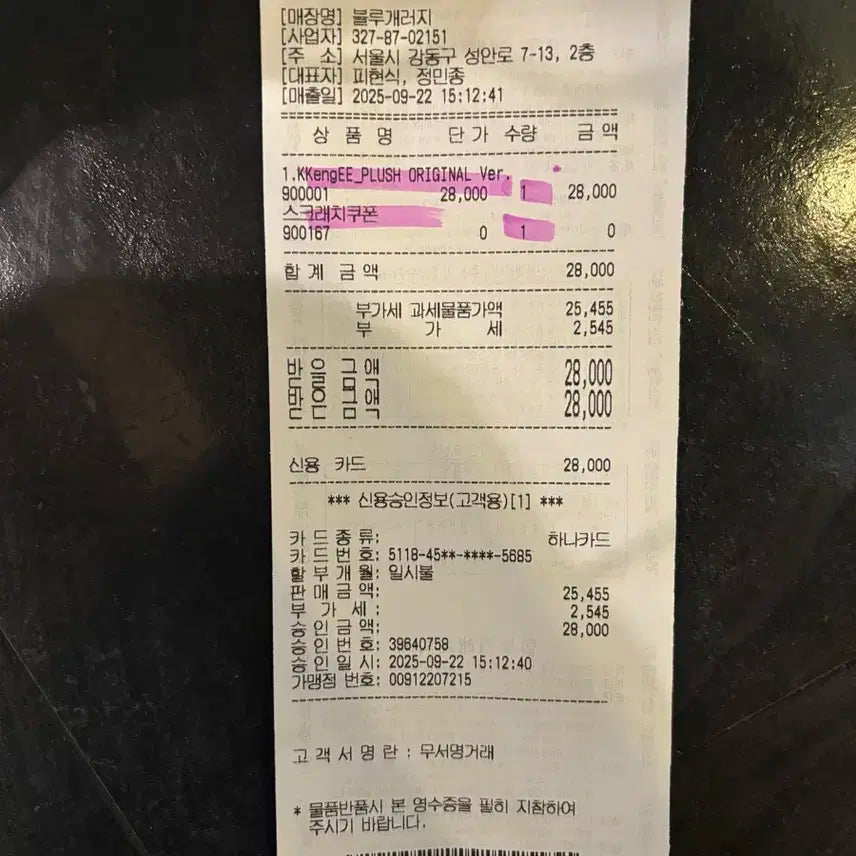 [매장명] 블루개러지
[사업자] 327-87-02151
[주 소] 서울시 강동구 성안로 7-13, 2층
[대표자] 피현식, 정민종
[매출일] 2025-09-22 15:12:41
상 품 명 단 가 수량 금 액
1.KKengEE_PLUSH ORIGINAL Ver.
900001 28,000 1 28,000
스크래치쿠폰
900167 0 1 0
합 계 금 액 28,000
부가세 과세물품가액 25,455
부 가 세 2,545
받 을 금 액 28,000
받 은 금 액 28,000
신용 카드 28,000
*** 신용승인정보(고객용)[1] ***
카 드 종 류: 하나카드
카 드 번 호: 5118-45**-****-5685
할 부 개 월: 일시불
판 매 금 액: 25,455
부 가 세 : 2,545
승 인 금 액: 28,000
승 인 번 호: 39640758
승 인 일 시: 2025-09-22 15:12:40
가맹점 번호: 00912207215
고 객 서 명 란 : 무서명거래
* 물품반품시 본 영수증을 필히 지참하여
주시기 바랍니다.